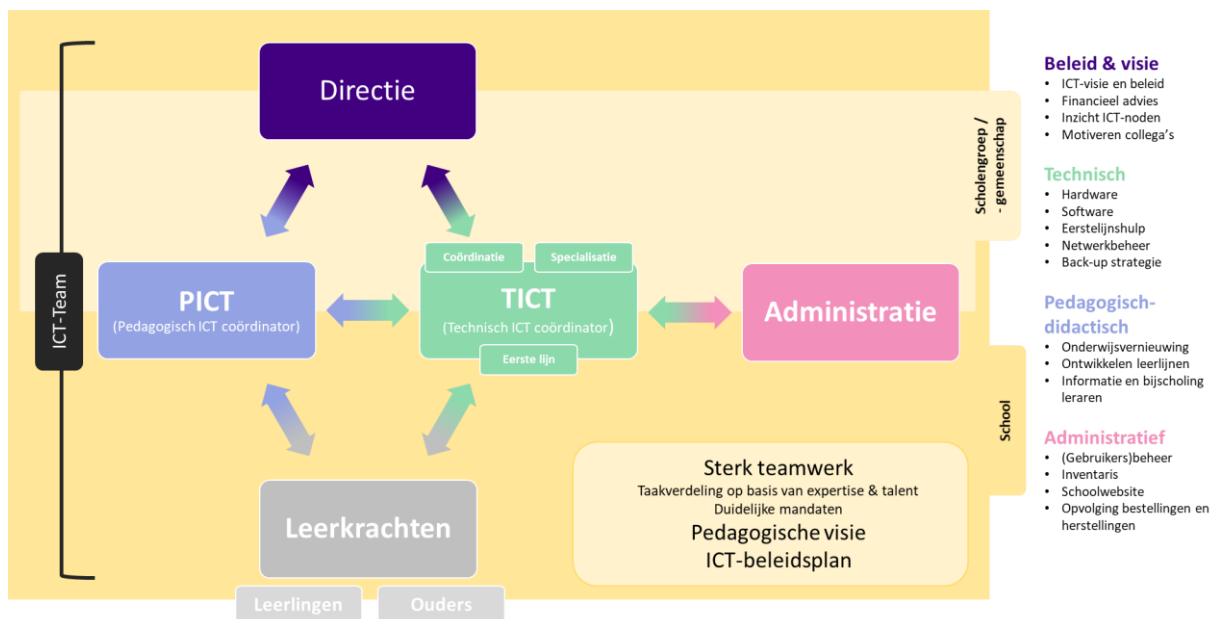 Directie
Scholengroep /
- gemeenschap
ICT-Team
Coördinatie
Specialisatie
PICT
(Pedagogisch ICT coördinator)
TICT
(Technisch ICT coördinator)
Eerste lijn
Administratie
School
Leerkrachten
Leerlingen
Ouders
Sterk teamwerk
Taakverdeling op basis van expertise & talent
Duidelijke mandaten
Pedagogische visie
ICT-beleidsplan
Beleid & visie
• ICT-visie en beleid
• Financieel advies
• Inzicht ICT-noden
• Motiveren collega's
Technisch
• Hardware
• Software
• Eerstelijnshulp
• Netwerkbeheer
• Back-up strategie
Pedagogisch-
didactisch
• Onderwijsvernieuwing
• Ontwikkelen leerlijnen
• Informatie en bijscholing
leraren
Administratief
• (Gebruikers)beheer
• Inventaris
• Schoolwebsite
• Opvolging bestellingen en
herstellingen